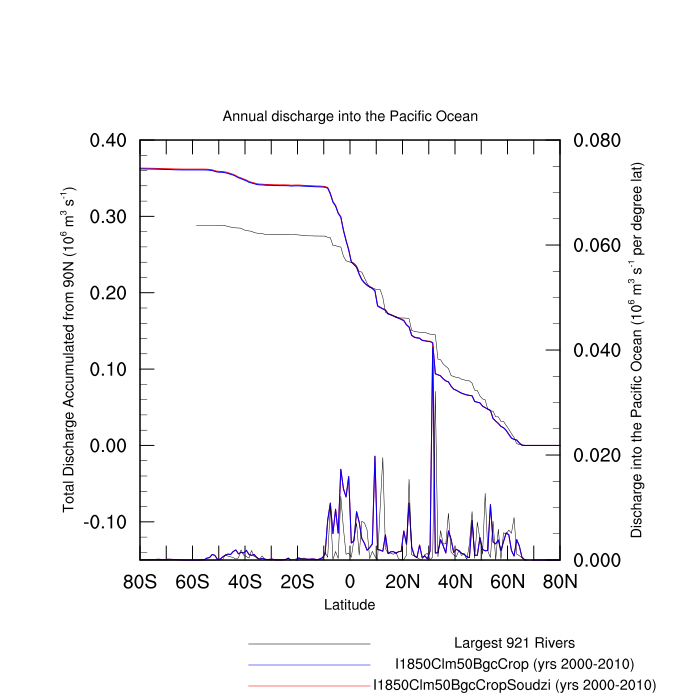 Annual discharge into the Pacific Ocean
0.40 0.080
0.30 0.060
0.20 0.040
0.10 0.020
0.00 0.000
-0.10
Total Discharge Accumulated from 90N (10⁶ m³ s⁻¹)
Discharge into the Pacific Ocean (10⁶ m³ s⁻¹ per degree lat)
80S 60S 40S 20S 0 20N 40N 60N 80N
Latitude
Largest 921 Rivers
I1850Clm50BgcCrop (yrs 2000-2010)
I1850Clm50BgcCropSoudzi (yrs 2000-2010)